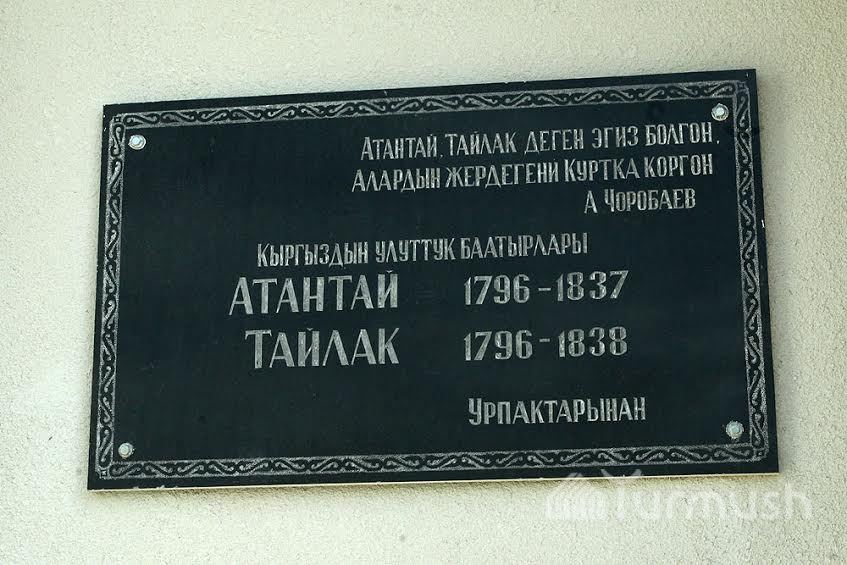 Атантай, Тайлак деген эгиз болгон,
алардын жердегени Куртка коргон
А Чоробаев
Кыргыздын улуттук баатырлары
АТАНТАЙ 1796-1837
ТАЙЛАК 1796-1838
Урпактарынан
Turmush